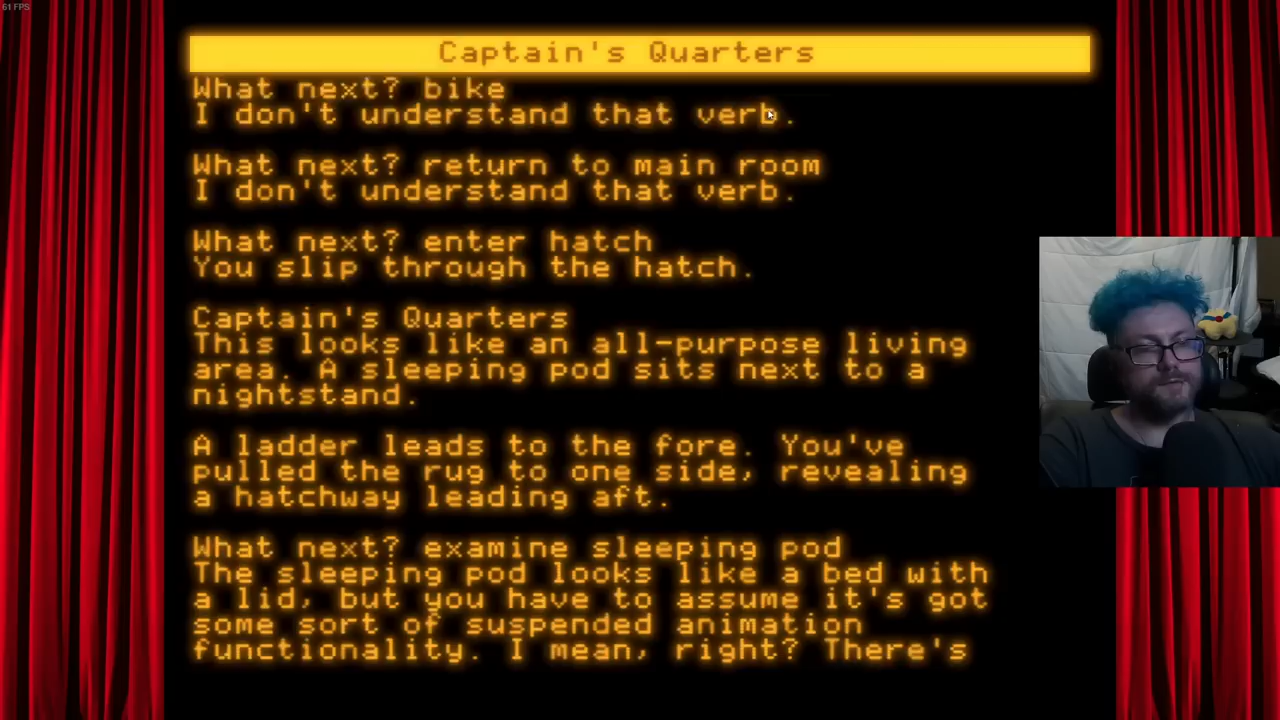 61 FPS
Captain's Quarters
What next? bike
I don't understand that verb.
What next? return to main room
I don't understand that verb.
What next? enter hatch
You slip through the hatch.
Captain's Quarters
This looks like an all-purpose living
area. A sleeping pod sits next to a
nightstand.
A ladder leads to the fore. You've
pulled the rug to one side, revealing
a hatchway leading aft.
What next? examine sleeping pod
The sleeping pod looks like a bed with
a lid, but you have to assume it's got
some sort of suspended animation
functionality. I mean, right? There's